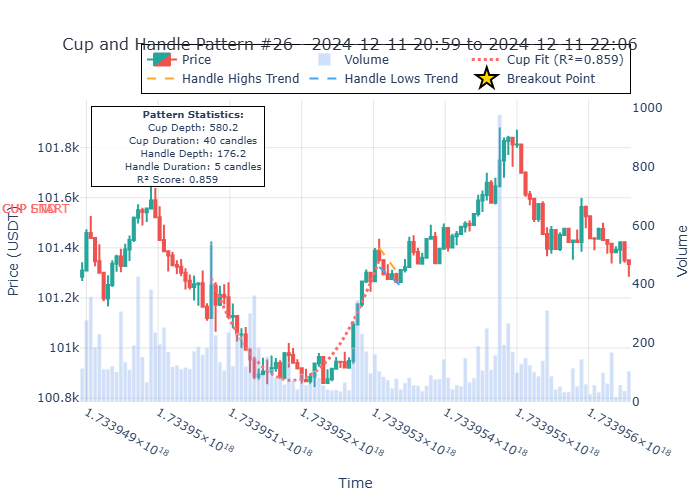 Cup and Handle Pattern #26 - 2024-12-11 20:59 to 2024-12-11 22:06
Price
Volume
Cup Fit (R²=0.859)
Handle Highs Trend
Handle Lows Trend
Breakout Point
Pattern Statistics:
Cup Depth: 580.2
Cup Duration: 40 candles
Handle Depth: 176.2
Handle Duration: 5 candles
R² Score: 0.859
101.8k
101.6k
101.4k
101.2k
101k
100.8k
Price (USDT)
CUP START
1000
800
600
400
200
0
Volume
1.733949×10¹⁸
1.73395×10¹⁸
1.733951×10¹⁸
1.733952×10¹⁸
1.733953×10¹⁸
1.733954×10¹⁸
1.733955×10¹⁸
1.733956×10¹⁸
Time